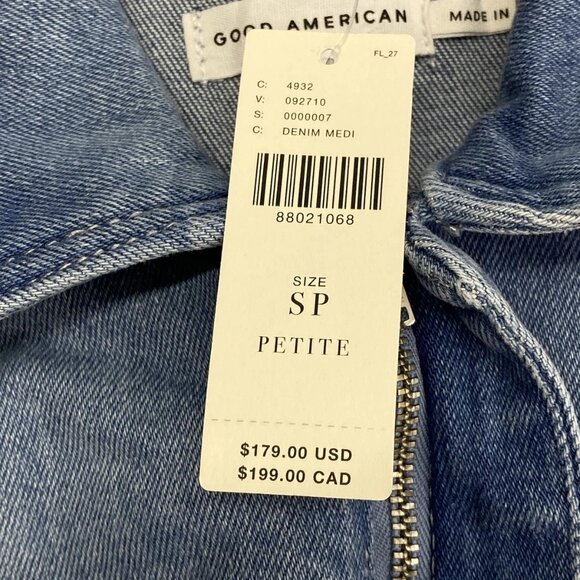 GOOD AMERICAN
MADE IN
FL_27
C: 4932
V: 092710
S: 0000007
C: DENIM MEDI
88021068
SIZE
SP
PETITE
$179.00 USD
$199.00 CAD